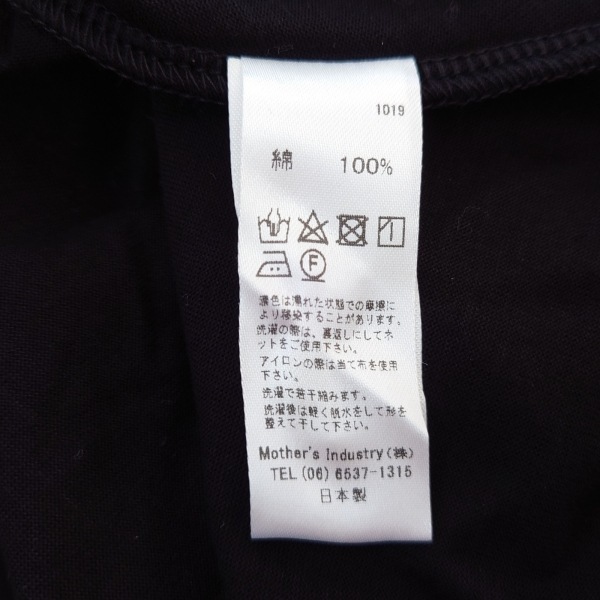 1019
綿 100%
F
濃色は濡れた状態での摩擦に
より移染することがあります。
洗濯の際は、裏返しにしてネ
ットをご使用下さい。
アイロンの際は当て布を使用
下さい。
洗濯で若干縮みます。
洗濯後は軽く脱水をして形を
整えて干して下さい。
Mother's Industry(株)
TEL (06) 6537-1315
日本製